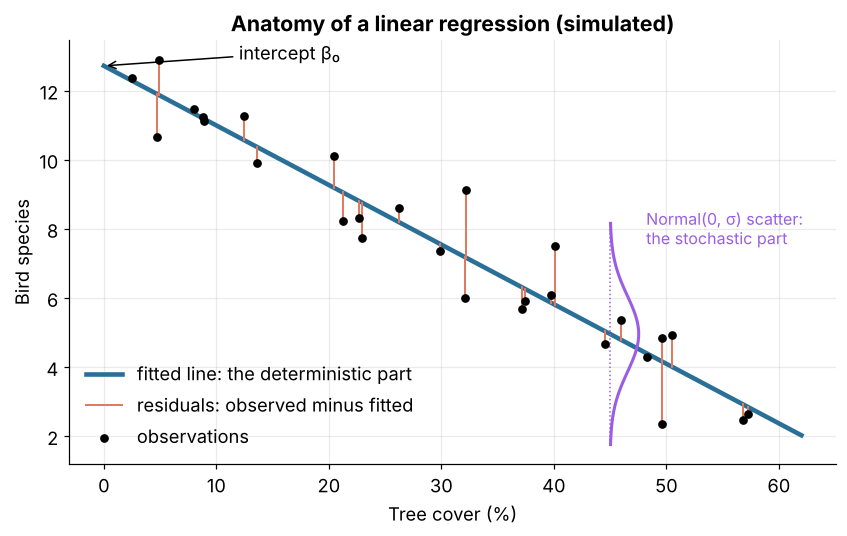 Anatomy of a linear regression (simulated)
intercept β₀
Normal(0, σ) scatter:
the stochastic part
Bird species
12
10
8
6
4
2
fitted line: the deterministic part
residuals: observed minus fitted
observations
0 10 20 30 40 50 60
Tree cover (%)